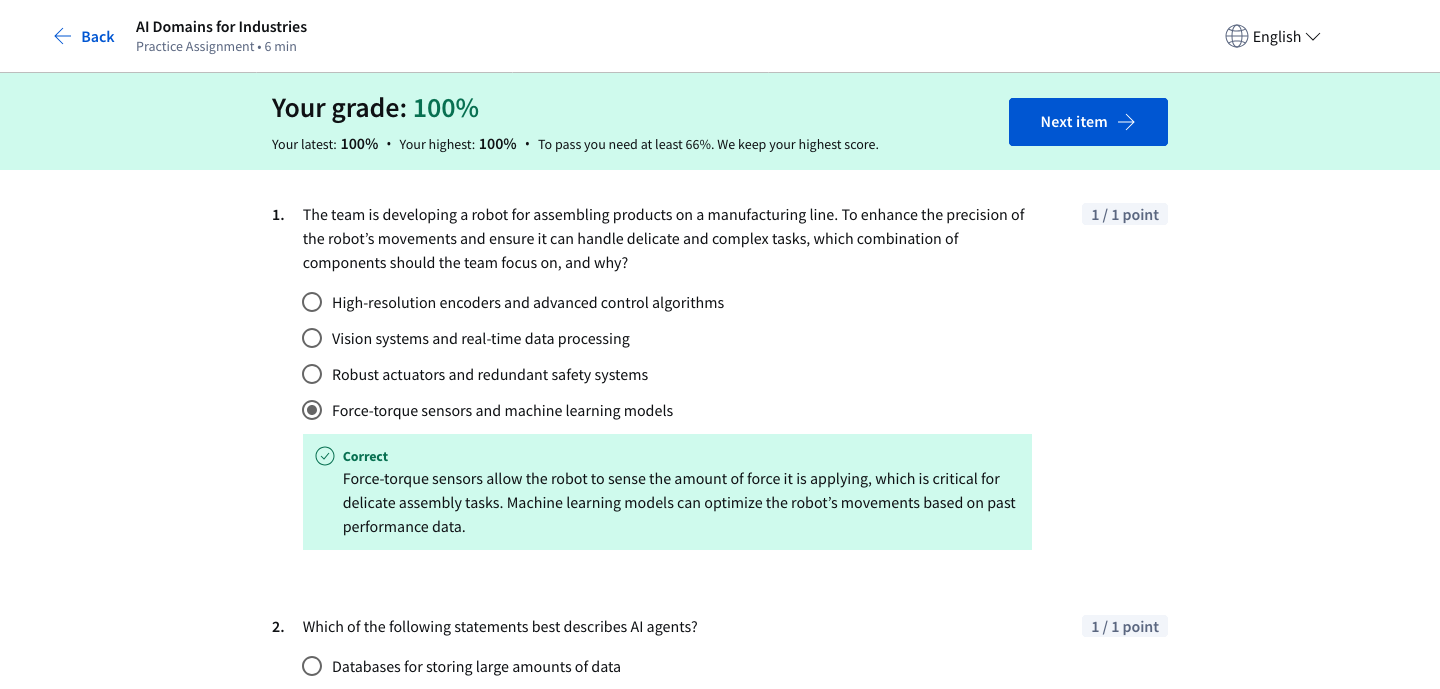 Back
AI Domains for Industries
Practice Assignment • 6 min
English
Your grade: 100%
Your latest: 100% • Your highest: 100% • To pass you need at least 66%. We keep your highest score.
Next item
1. The team is developing a robot for assembling products on a manufacturing line. To enhance the precision of
the robot’s movements and ensure it can handle delicate and complex tasks, which combination of
components should the team focus on, and why?
1 / 1 point
High-resolution encoders and advanced control algorithms
Vision systems and real-time data processing
Robust actuators and redundant safety systems
Force-torque sensors and machine learning models
Correct
Force-torque sensors allow the robot to sense the amount of force it is applying, which is critical for
delicate assembly tasks. Machine learning models can optimize the robot’s movements based on past
performance data.
2. Which of the following statements best describes AI agents?
1 / 1 point
Databases for storing large amounts of data